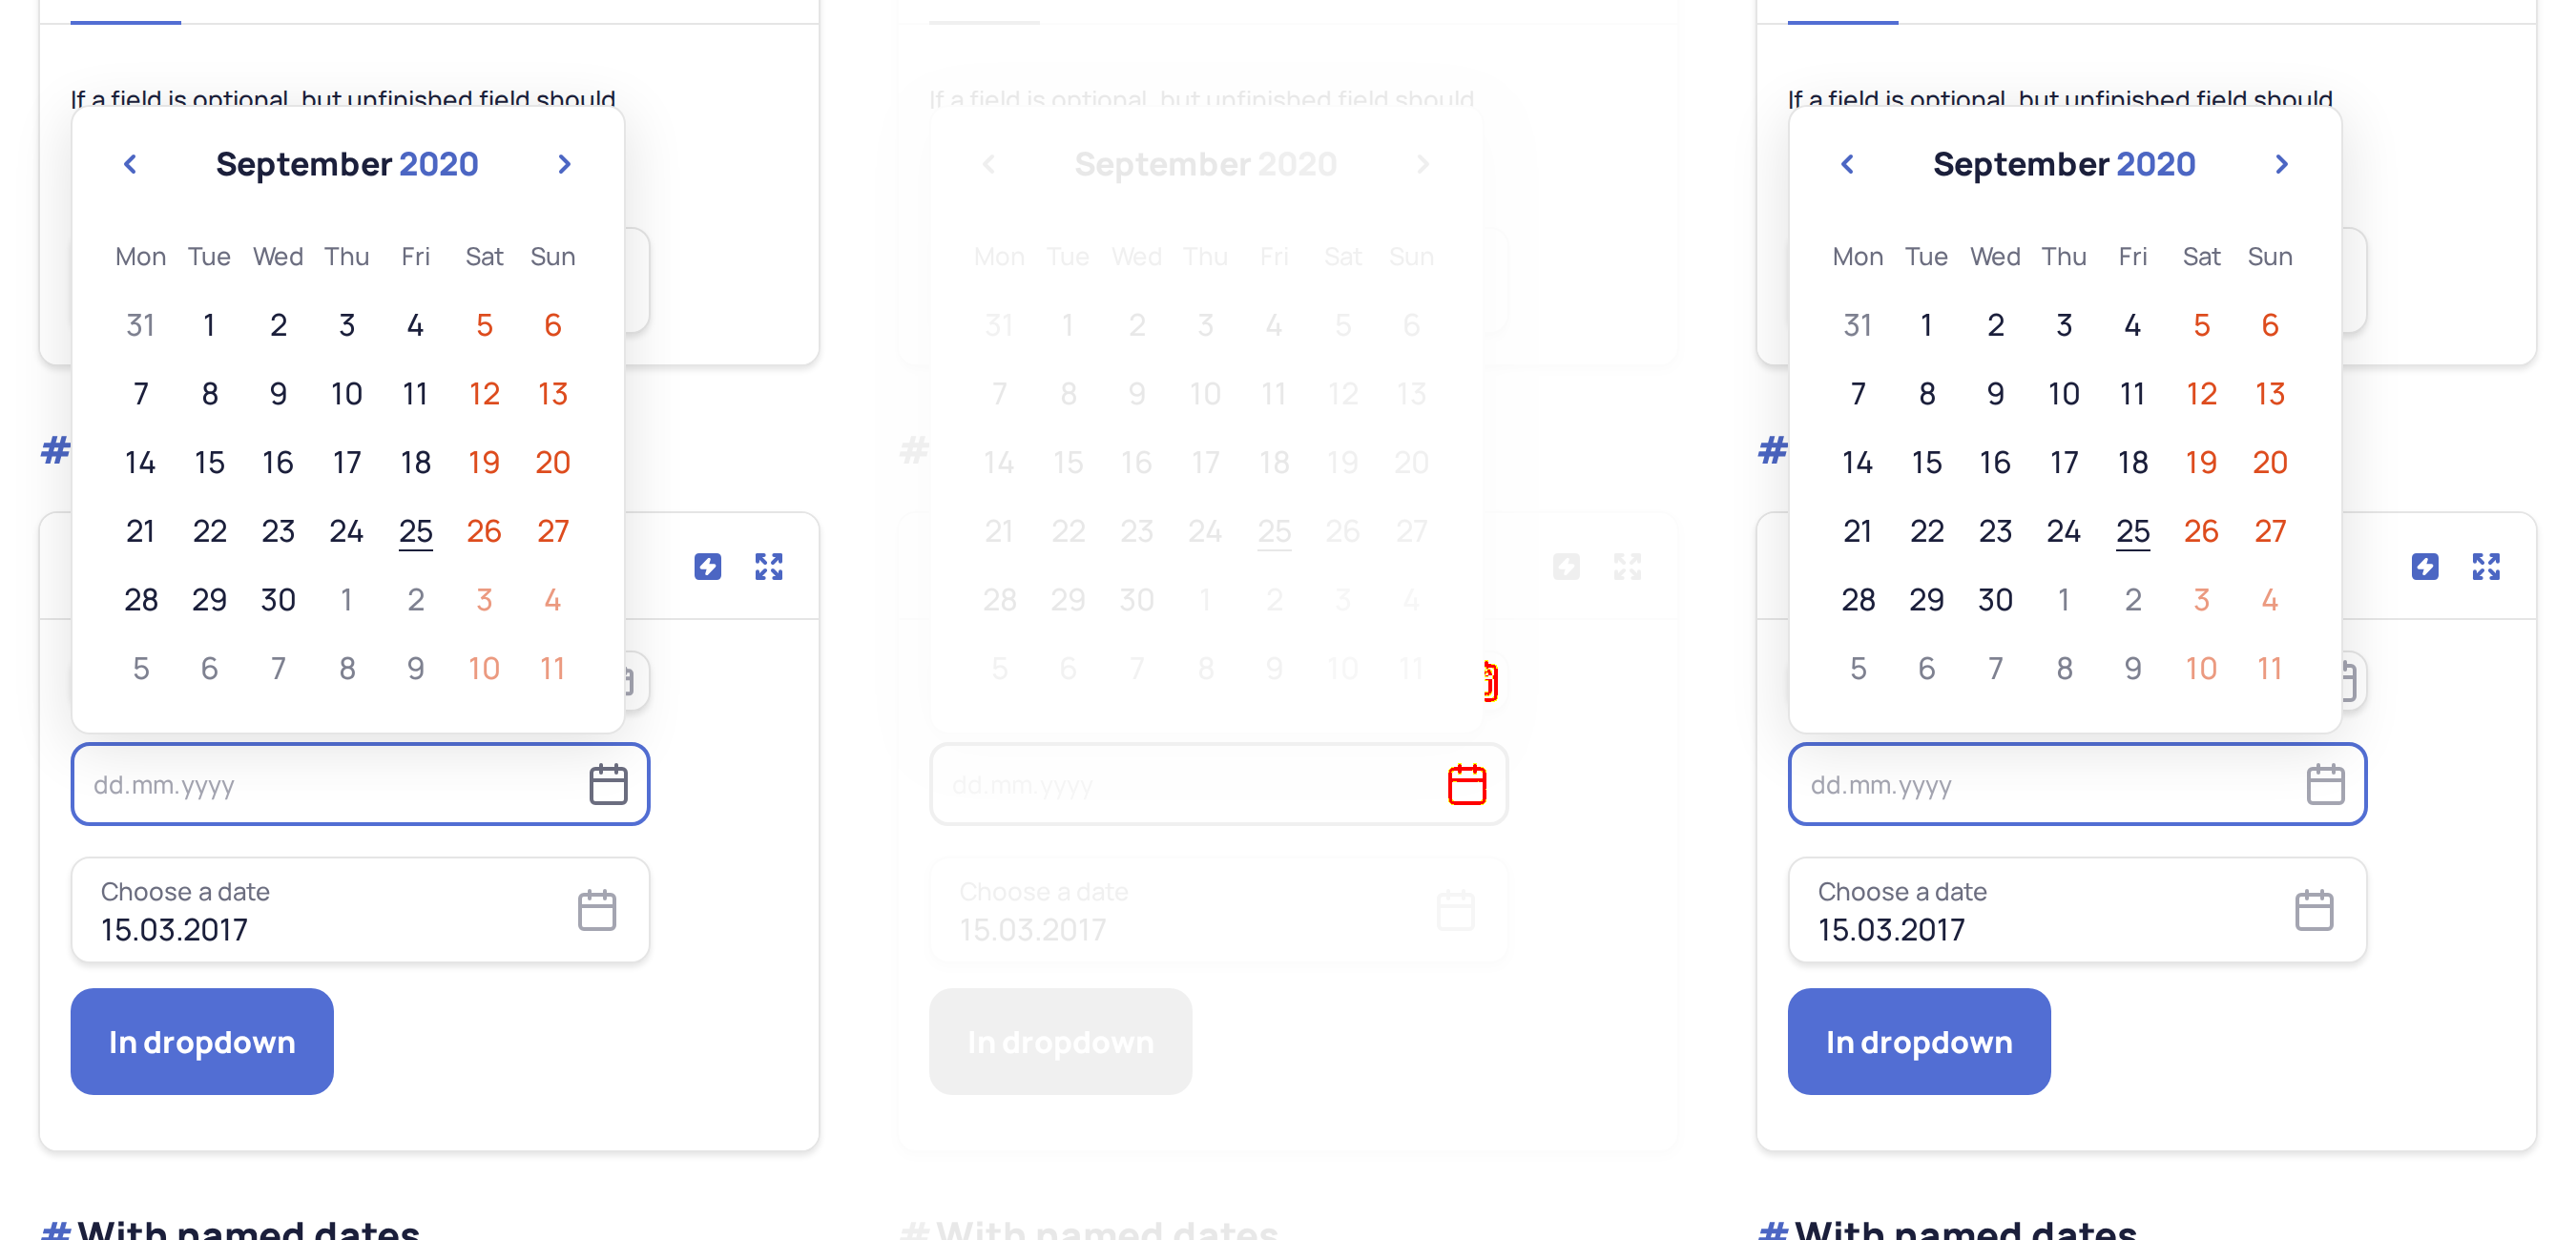 If a field is optional, but unfinished field should
September 2020
Mon Tue Wed Thu Fri Sat Sun
31 1 2 3 4 5 6
7 8 9 10 11 12 13
# 14 15 16 17 18 19 20
21 22 23 24 25 26 27
28 29 30 1 2 3 4
5 6 7 8 9 10 11
dd.mm.yyyy
Choose a date
15.03.2017
In dropdown
# With named dates
If a field is optional, but unfinished field should
September 2020
Mon Tue Wed Thu Fri Sat Sun
31 1 2 3 4 5 6
7 8 9 10 11 12 13
# 14 15 16 17 18 19 20
21 22 23 24 25 26 27
28 29 30 1 2 3 4
5 6 7 8 9 10 11
dd.mm.yyyy
Choose a date
15.03.2017
In dropdown
# With named dates
If a field is optional, but unfinished field should
September 2020
Mon Tue Wed Thu Fri Sat Sun
31 1 2 3 4 5 6
7 8 9 10 11 12 13
# 14 15 16 17 18 19 20
21 22 23 24 25 26 27
28 29 30 1 2 3 4
5 6 7 8 9 10 11
dd.mm.yyyy
Choose a date
15.03.2017
In dropdown
# With named dates